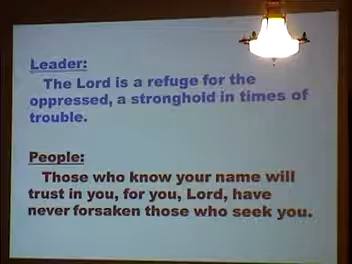 Leader:
The Lord is a refuge for the
oppressed, a stronghold in times of
trouble.
People:
Those who know your name will
trust in you, for you, Lord, have
never forsaken those who seek you.